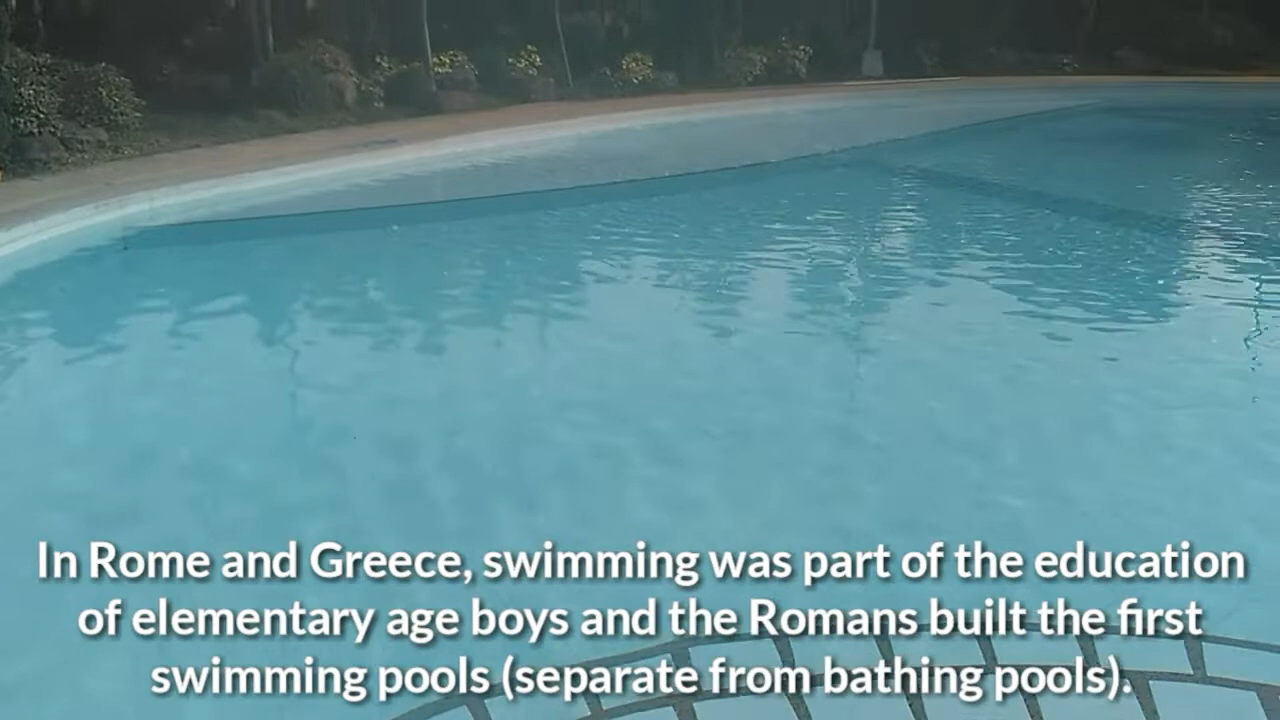 In Rome and Greece, swimming was part of the education
of elementary age boys and the Romans built the first
swimming pools (separate from bathing pools).